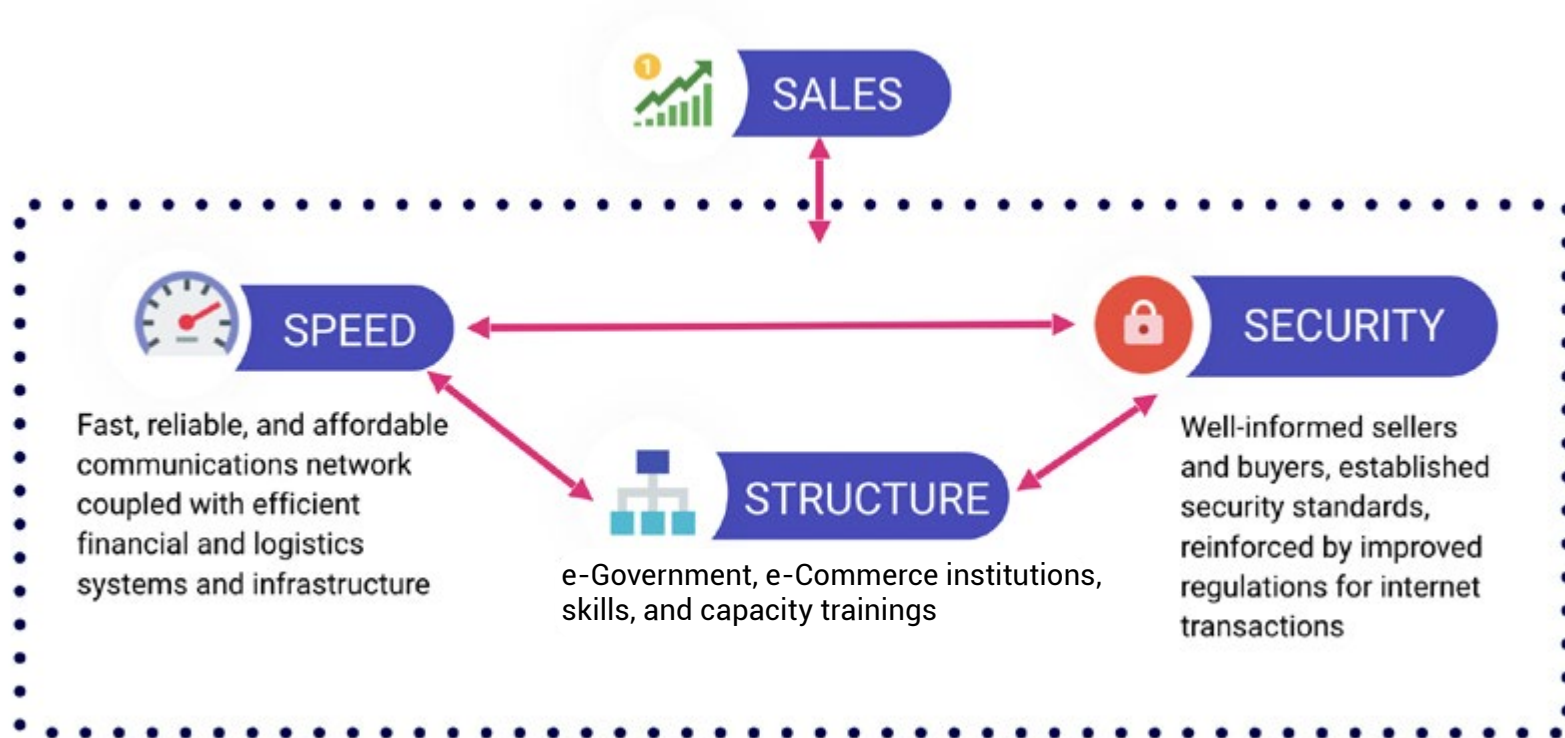 1
SALES
SPEED
Fast, reliable, and affordable
communications network
coupled with efficient
financial and logistics
systems and infrastructure
STRUCTURE
e-Government, e-Commerce institutions,
skills, and capacity trainings
SECURITY
Well-informed sellers
and buyers, established
security standards,
reinforced by improved
regulations for internet
transactions